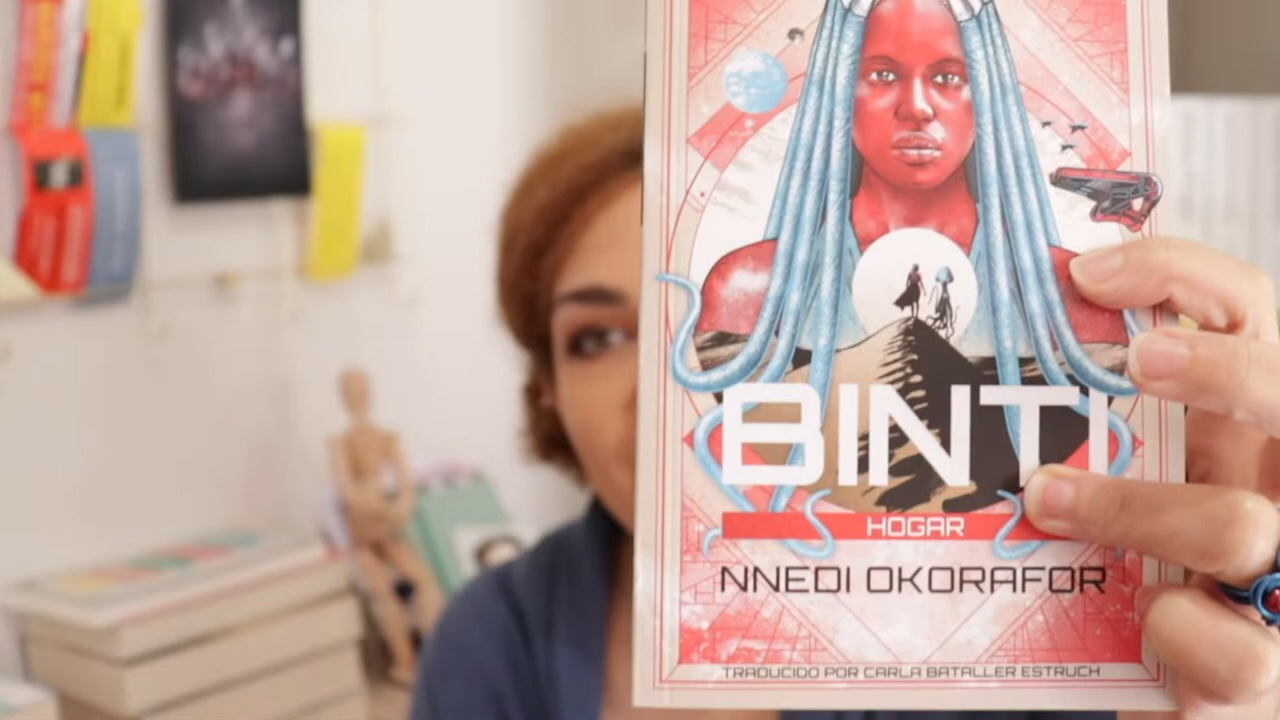 BINTI
HOGAR
NNEDI OKORAFOR
TRADUCIDO POR CARLA BATALLER ESTRUCH